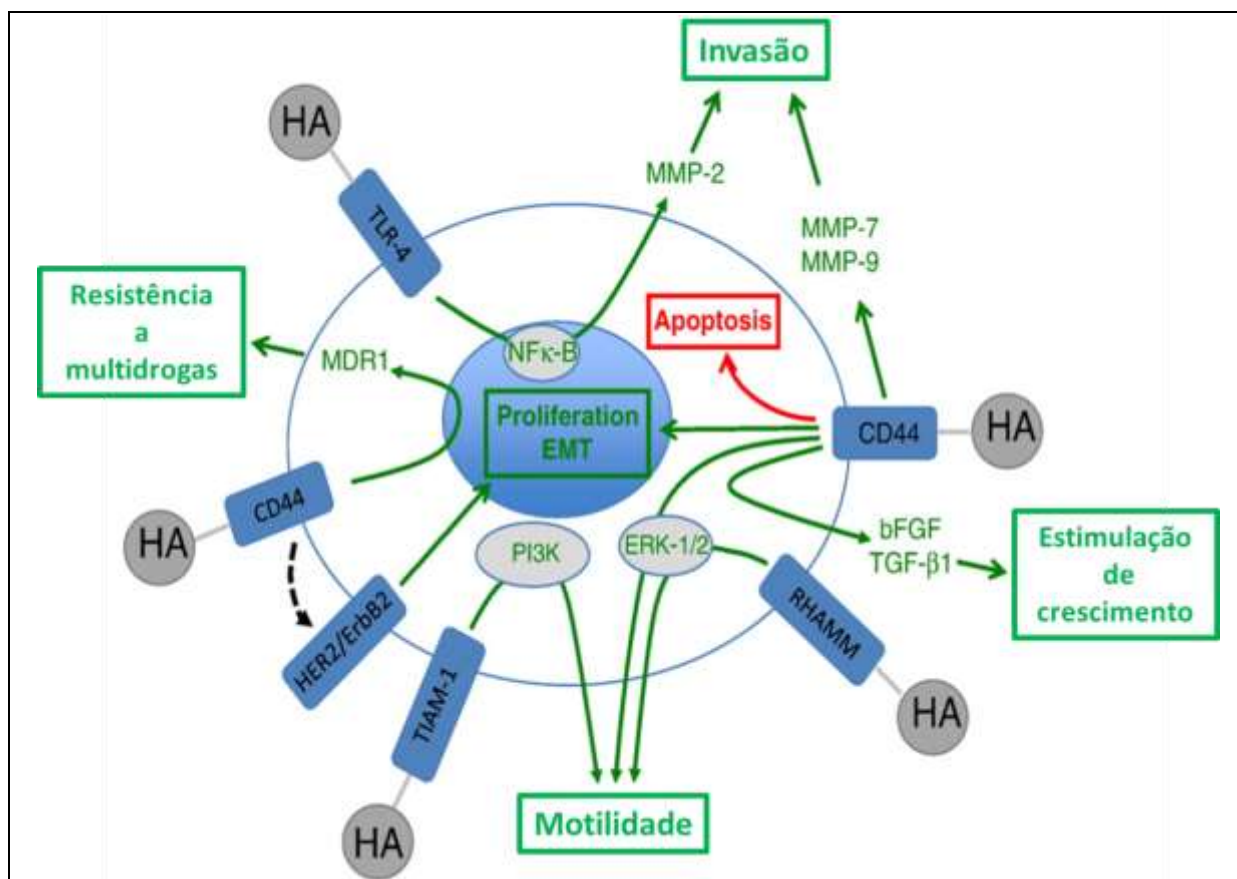 Invasão
HA
MMP-2
TLR-4
MMP-7
MMP-9
Resistência
a
multidrogas
Apoptosis
NFκ-B
MDR1
Proliferation
EMT
CD44
HA
CD44
HA
PI3K
ERK-1/2
bFGF
TGF-β1
Estimulação
de
crescimento
HER2/ErbB2
RHAMM
TIAM-1
HA
HA
Motilidade